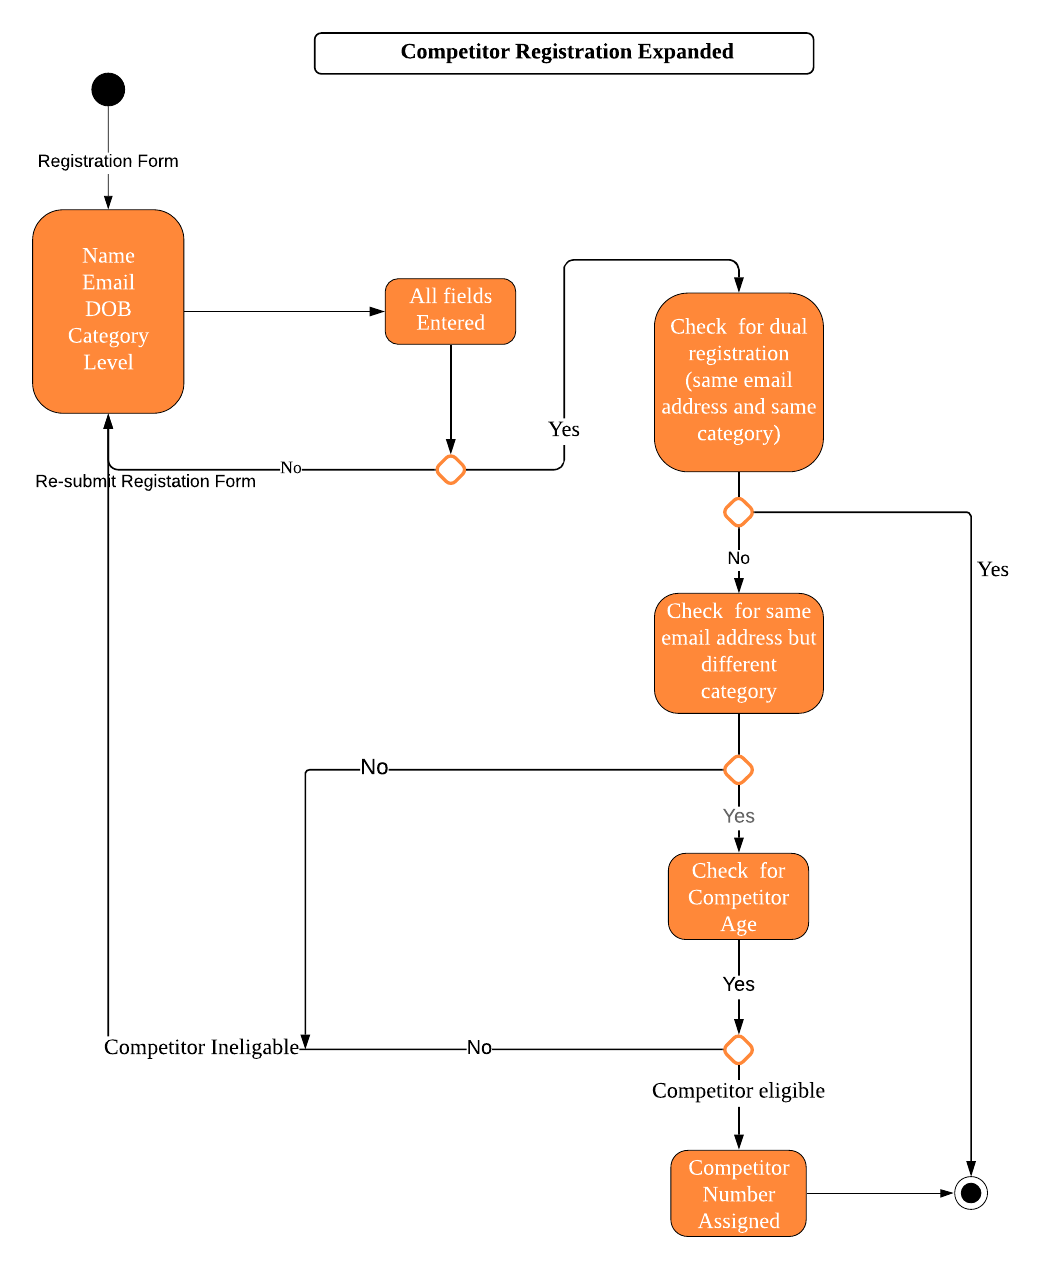 Competitor Registration Expanded
Registration Form
Name
Email
DOB
Category
Level
All fields
Entered
Check  for dual
registration
(same email
address and same
category)
Yes
No
Re-submit Registation Form
No
Yes
Check  for same
email address but
different
category
No
Yes
Check  for
Competitor
Age
Yes
Competitor Ineligable
No
Competitor eligible
Competitor
Number
Assigned